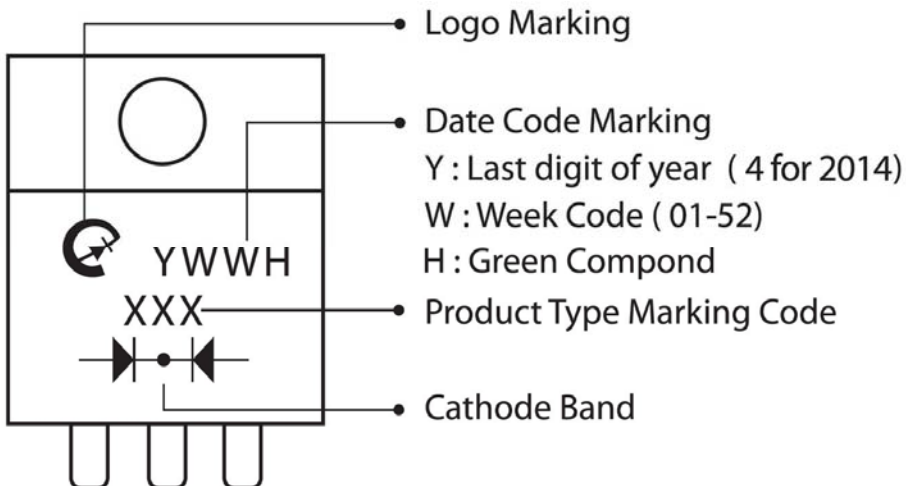 Logo Marking
Date Code Marking
Y : Last digit of year ( 4 for 2014)
W : Week Code ( 01-52)
H : Green Compond
YWWH
XXX
Product Type Marking Code
Cathode Band